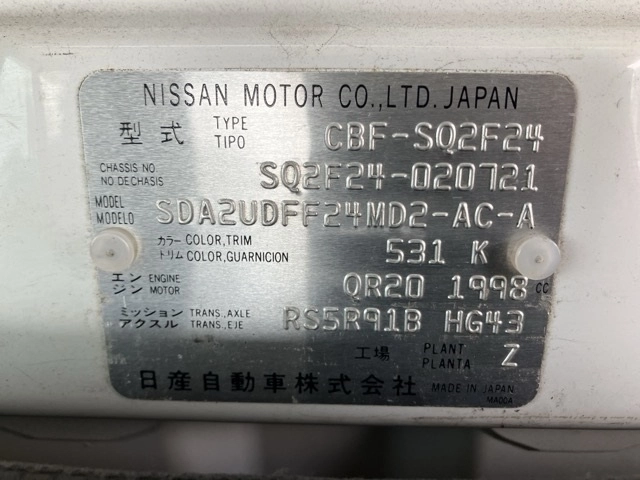 NISSAN MOTOR CO.,LTD. JAPAN
型式 TYPE TIPO CBF-SQ2F24
CHASSIS NO. NO DE CHASIS SQ2F24-020721
MODEL MODELO SDA2UDFF24MD2-AC-A
カラー COLOR,TRIM
トリム COLOR,GUARNICION 531 K
エンジン ENGINE MOTOR QR20 1998 CC
ミッション TRANS.,AXLE
アクスル TRANS.,EJE RS5R91B HG43
工場 PLANT PLANTA Z
日産自動車株式会社 MADE IN JAPAN
MA00A